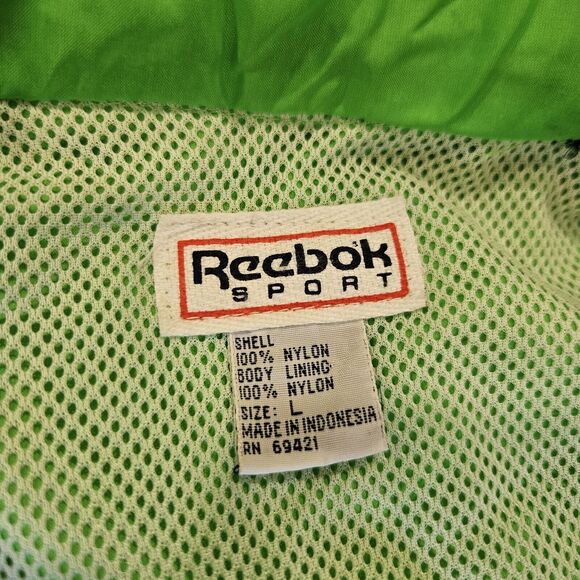 Reebok
SPORT
SHELL
100% NYLON
BODY LINING
100% NYLON
SIZE: L
MADE IN INDONESIA
RN 69421